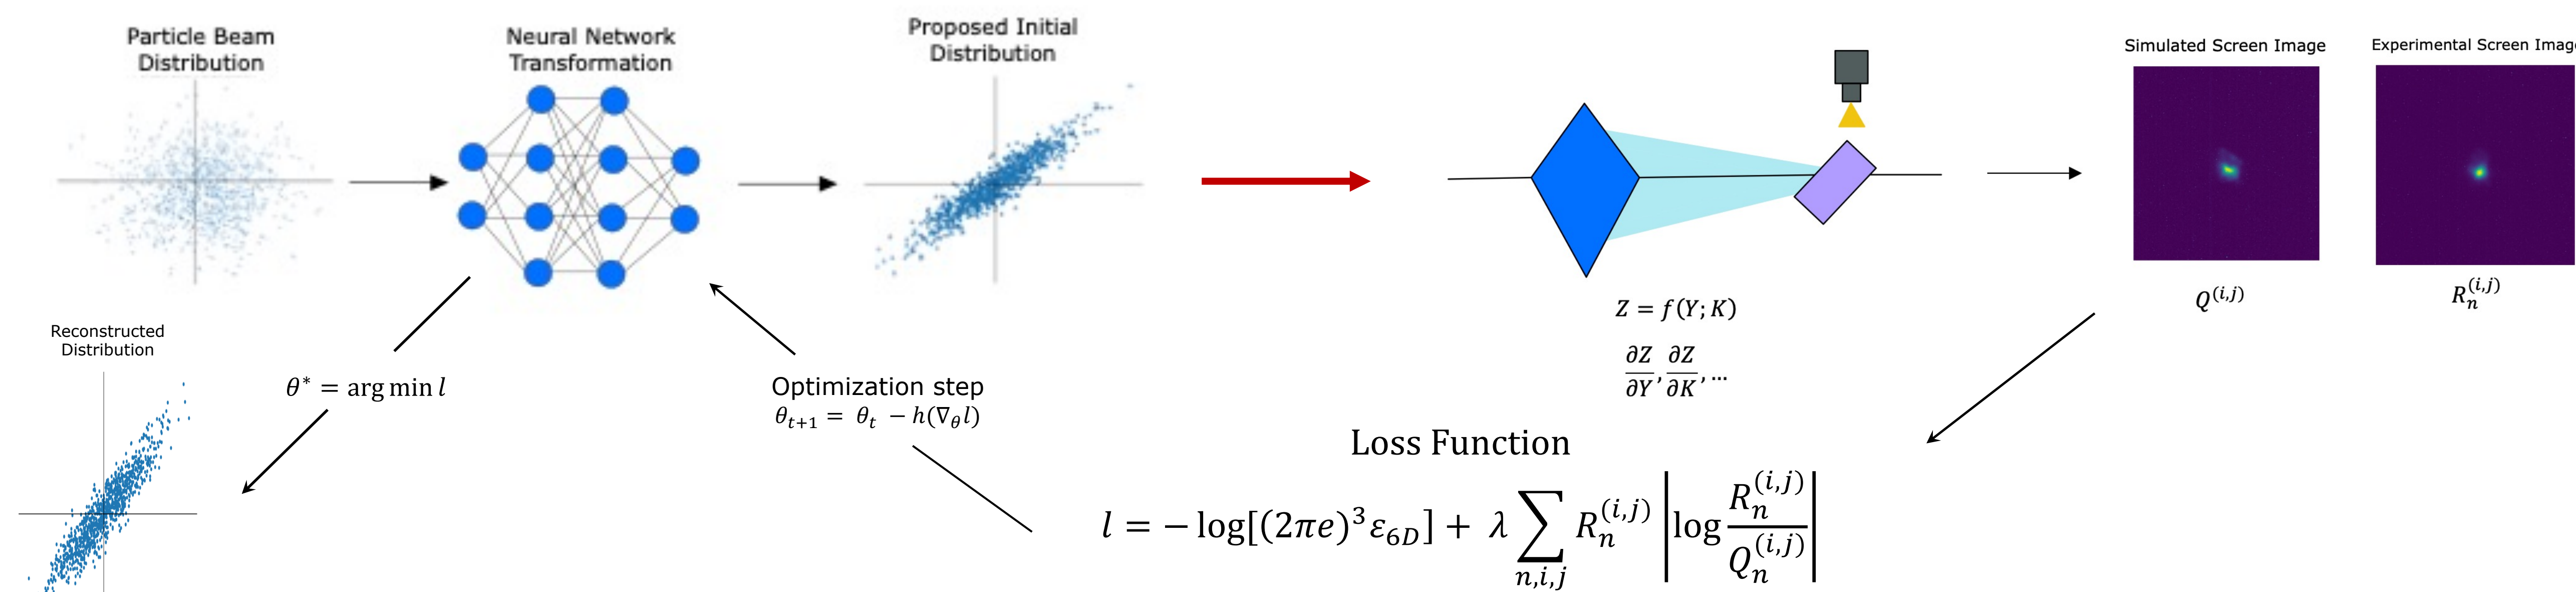 Particle Beam
Distribution
Neural Network
Transformation
Proposed Initial
Distribution
Simulated Screen Image
Experimental Screen Imag
Z = f(Y; K)
∂Z/∂Y, ∂Z/∂K, ...
Q^(i,j)
R_n^(i,j)
Reconstructed
Distribution
θ* = arg min l
Optimization step
θ_{t+1} = θ_t − h(∇_θ l)
Loss Function
l = − log[(2πe)^3 ε_{6D}] + λ ∑_{n,i,j} R_n^(i,j) |log R_n^(i,j)/ Q_n^(i,j)|